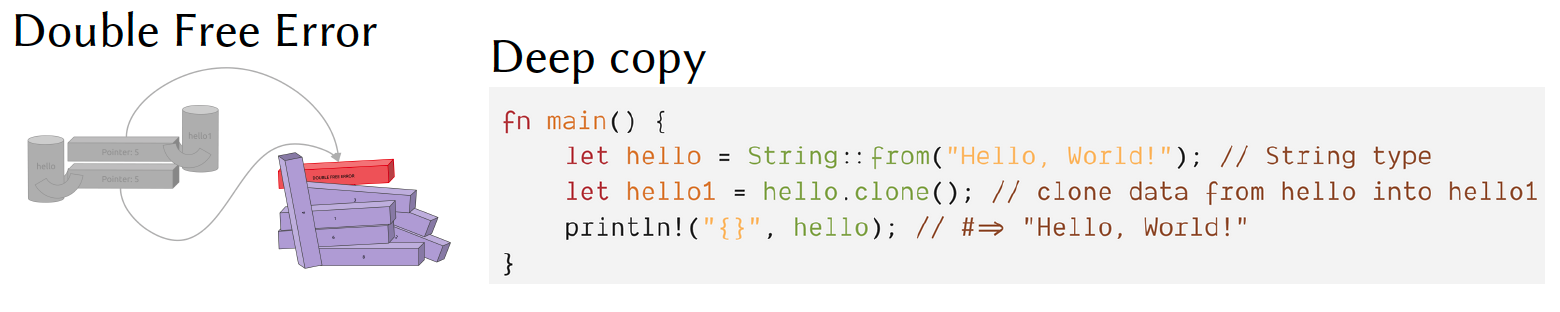 Double Free Error
hello1
hello
Pointer: 5
Pointer: 5
DOUBLE FREE ERROR
Deep copy
fn main() {
    let hello = String::from("Hello, World!"); // String type
    let hello1 = hello.clone(); // clone data from hello into hello1
    println!("{}", hello); // #=> "Hello, World!"
}